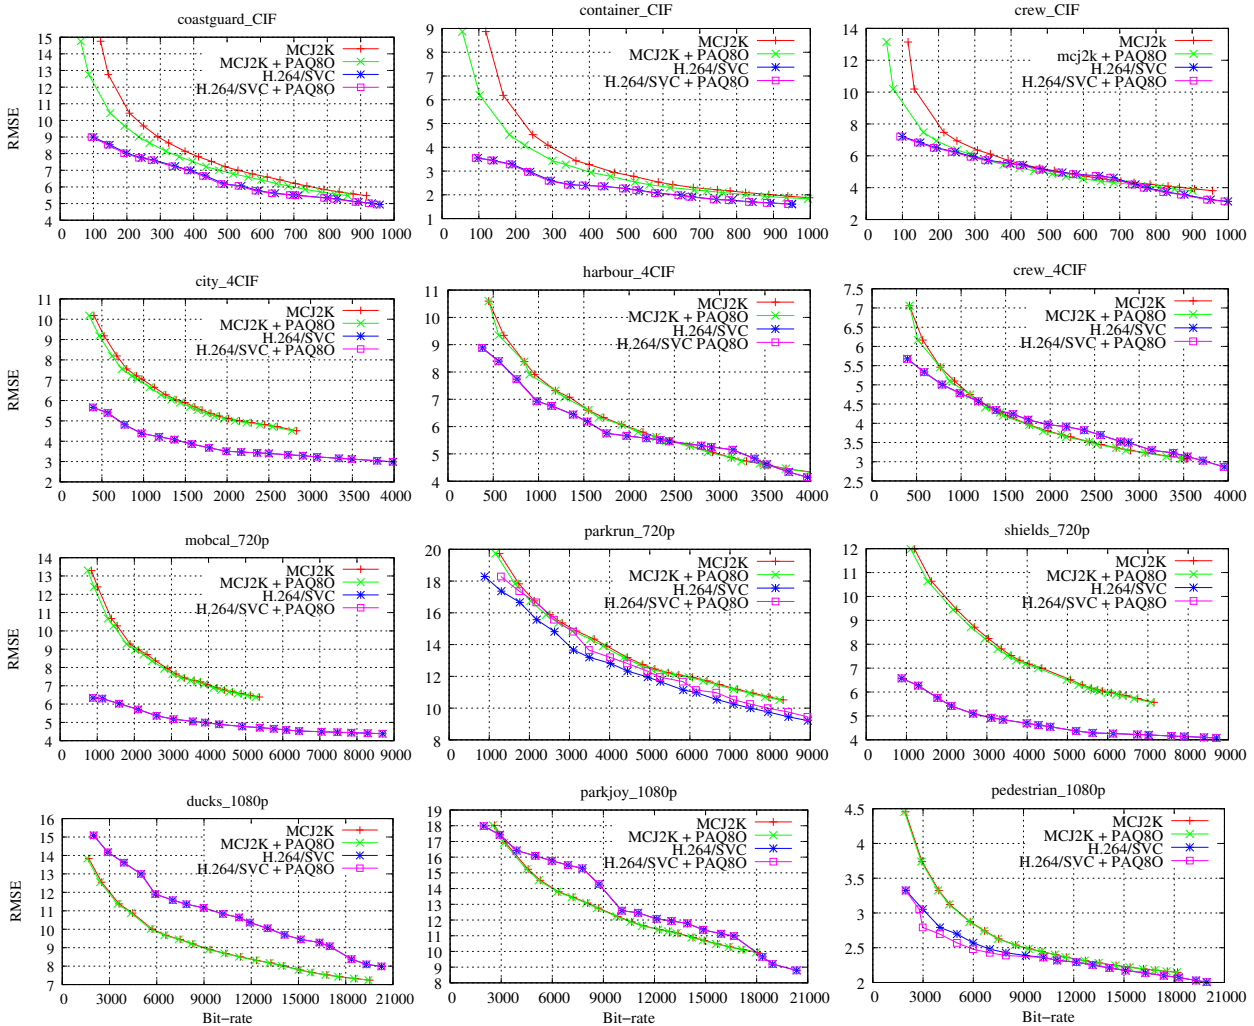 coastguard_CIF
RMSE
15
14
13
12
11
10
9
8
7
6
5
4
MCJ2K
MCJ2K + PAQ8O
H.264/SVC
H.264/SVC + PAQ8O
0 100 200 300 400 500 600 700 800 900 1000
container_CIF
9
8
7
6
5
4
3
2
1
MCJ2K
MCJ2K + PAQ8O
H.264/SVC
H.264/SVC + PAQ8O
0 100 200 300 400 500 600 700 800 900 1000
crew_CIF
14
12
10
8
6
4
2
MCJ2k
mcj2k + PAQ8O
H.264/SVC
H.264/SVC + PAQ8O
0 100 200 300 400 500 600 700 800 900 1000
city_4CIF
RMSE
11
10
9
8
7
6
5
4
3
2
MCJ2K
MCJ2K + PAQ8O
H.264/SVC
H.264/SVC + PAQ8O
0 500 1000 1500 2000 2500 3000 3500 4000
harbour_4CIF
11
10
9
8
7
6
5
4
MCJ2K
MCJ2K + PAQ8O
H.264/SVC
H.264/SVC PAQ8O
0 500 1000 1500 2000 2500 3000 3500 4000
crew_4CIF
7.5
7
6.5
6
5.5
5
4.5
4
3.5
3
2.5
MCJ2K
MCJ2K + PAQ8O
H.264/SVC
H.264/SVC + PAQ8O
0 500 1000 1500 2000 2500 3000 3500 4000
mobcal_720p
RMSE
14
13
12
11
10
9
8
7
6
5
4
MCJ2K
MCJ2K + PAQ8O
H.264/SVC
H.264/SVC + PAQ8O
0 1000 2000 3000 4000 5000 6000 7000 8000 9000
parkrun_720p
20
18
16
14
12
10
8
MCJ2K
MCJ2K + PAQ8O
H.264/SVC
H.264/SVC + PAQ8O
0 1000 2000 3000 4000 5000 6000 7000 8000 9000
shields_720p
12
11
10
9
8
7
6
5
4
MCJ2K
MCJ2K + PAQ8O
H.264/SVC
H.264/SVC + PAQ8O
0 1000 2000 3000 4000 5000 6000 7000 8000 9000
ducks_1080p
RMSE
16
15
14
13
12
11
10
9
8
7
MCJ2K
MCJ2K + PAQ8O
H.264/SVC
H.264/SVC + PAQ8O
0 3000 6000 9000 12000 15000 18000 21000
Bit-rate
parkjoy_1080p
19
18
17
16
15
14
13
12
11
10
9
8
MCJ2K
MCJ2K + PAQ8O
H.264/SVC
H.264/SVC + PAQ8O
0 3000 6000 9000 12000 15000 18000 21000
Bit-rate
pedestrian_1080p
4.5
4
3.5
3
2.5
2
MCJ2K
MCJ2K + PAQ8O
H.264/SVC
H.264/SVC + PAQ8O
0 3000 6000 9000 12000 15000 18000 21000
Bit-rate